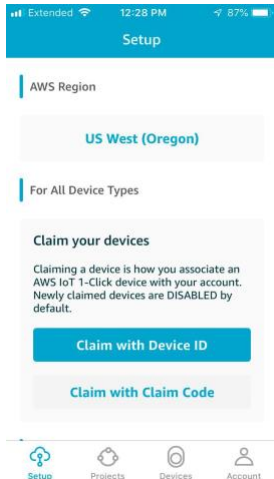 Extended 12:28 PM 87%
Setup
AWS Region
US West (Oregon)
For All Device Types
Claim your devices
Claiming a device is how you associate an
AWS IoT 1-Click device with your account.
Newly claimed devices are DISABLED by
default.
Claim with Device ID
Claim with Claim Code
Setup Projects Devices Account